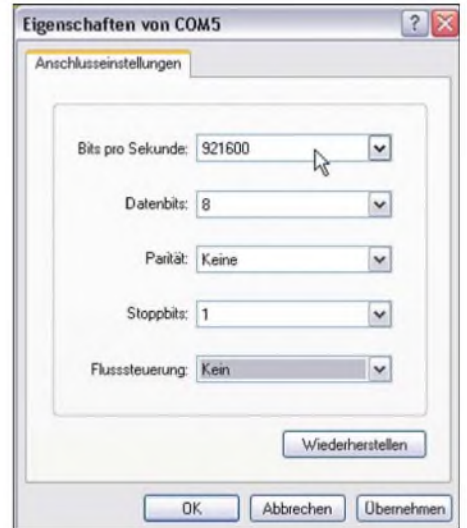 Eigenschaften von COM5
Anschlusseinstellungen
Bits pro Sekunde: 921600
Datenbits: 8
Parität: Keine
Stoppbits: 1
Flusssteuerung: Kein
Wiederherstellen
OK Abbrechen Übernehmen